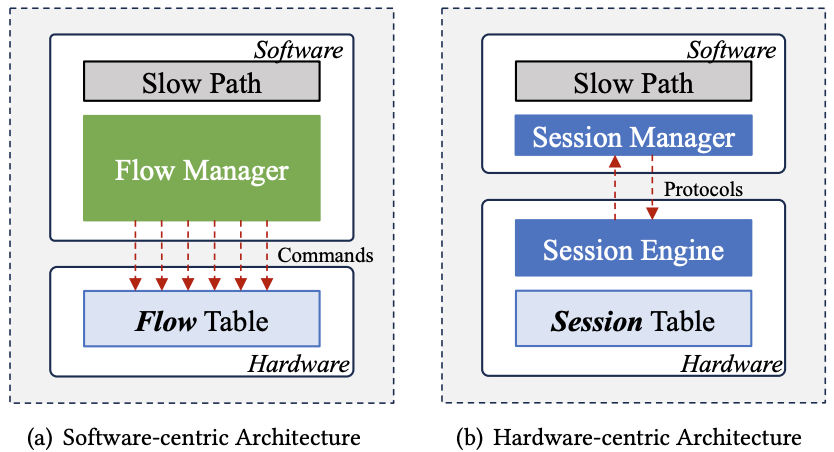 Software
Slow Path
Flow Manager
Commands
Flow Table
Hardware
(a) Software-centric Architecture
Software
Slow Path
Session Manager
Protocols
Session Engine
Session Table
Hardware
(b) Hardware-centric Architecture